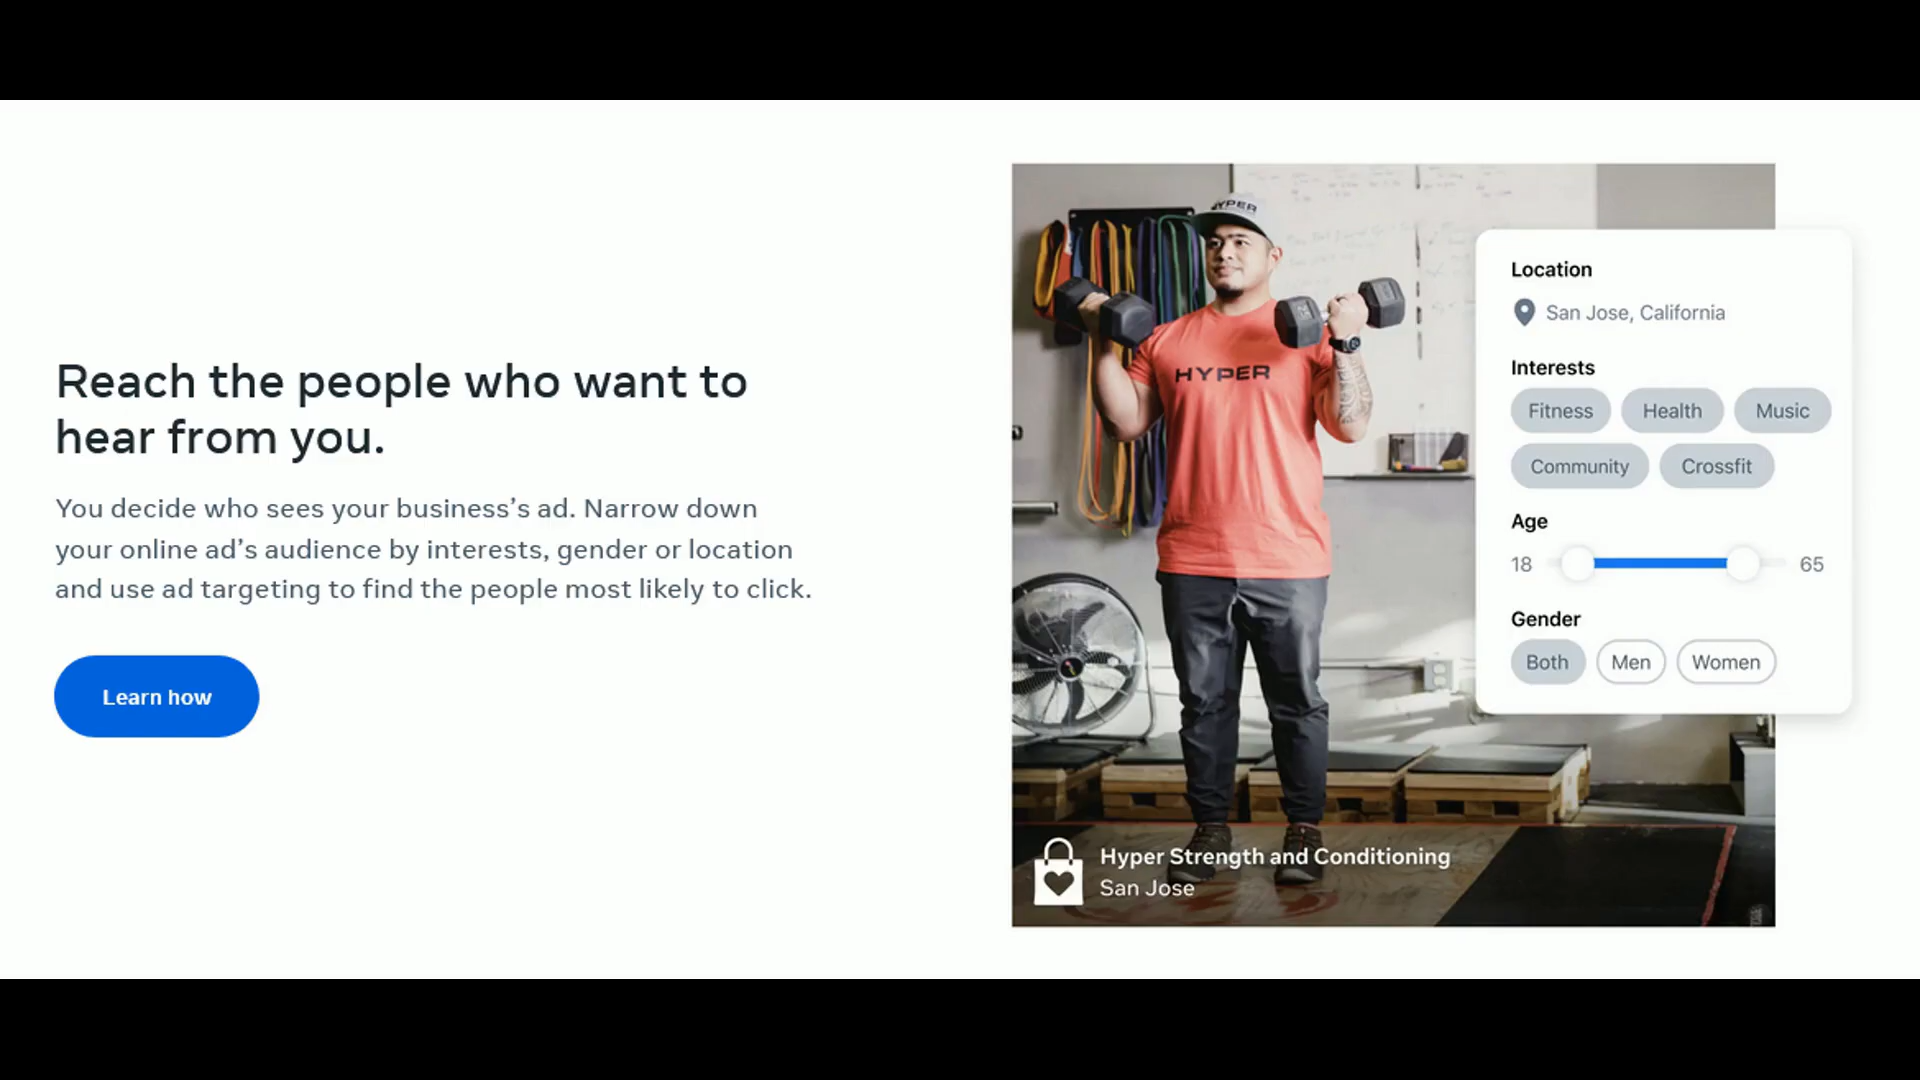 Reach the people who want to
hear from you.
You decide who sees your business’s ad. Narrow down
your online ad’s audience by interests, gender or location
and use ad targeting to find the people most likely to click.
Learn how
HYPER
HYPER
Location
San Jose, California
Interests
Fitness Health Music
Community Crossfit
Age
18 65
Gender
Both Men Women
Hyper Strength and Conditioning
San Jose